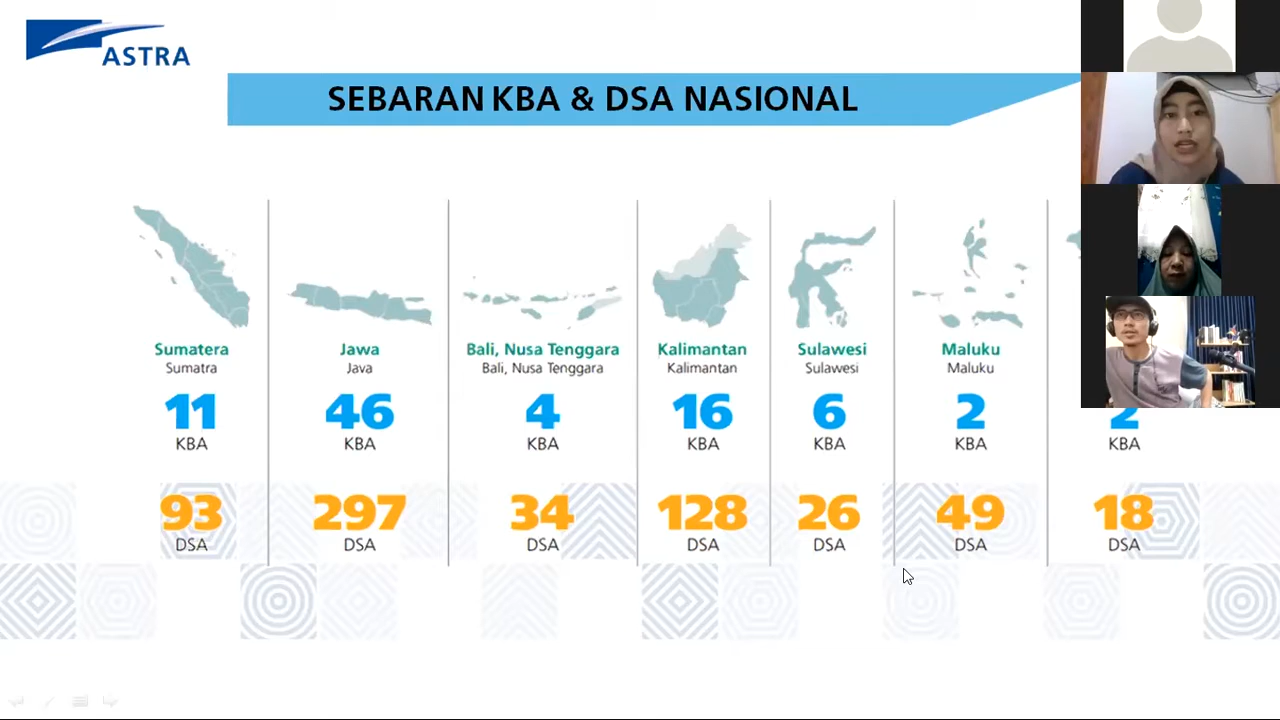 ASTRA
SEBARAN KBA & DSA NASIONAL
Sumatera
Sumatra
11
KBA
93
DSA
Jawa
Java
46
KBA
297
DSA
Bali, Nusa Tenggara
Bali, Nusa Tenggara
4
KBA
34
DSA
Kalimantan
Kalimantan
16
KBA
128
DSA
Sulawesi
Sulawesi
6
KBA
26
DSA
Maluku
Maluku
2
KBA
49
DSA
2
KBA
18
DSA